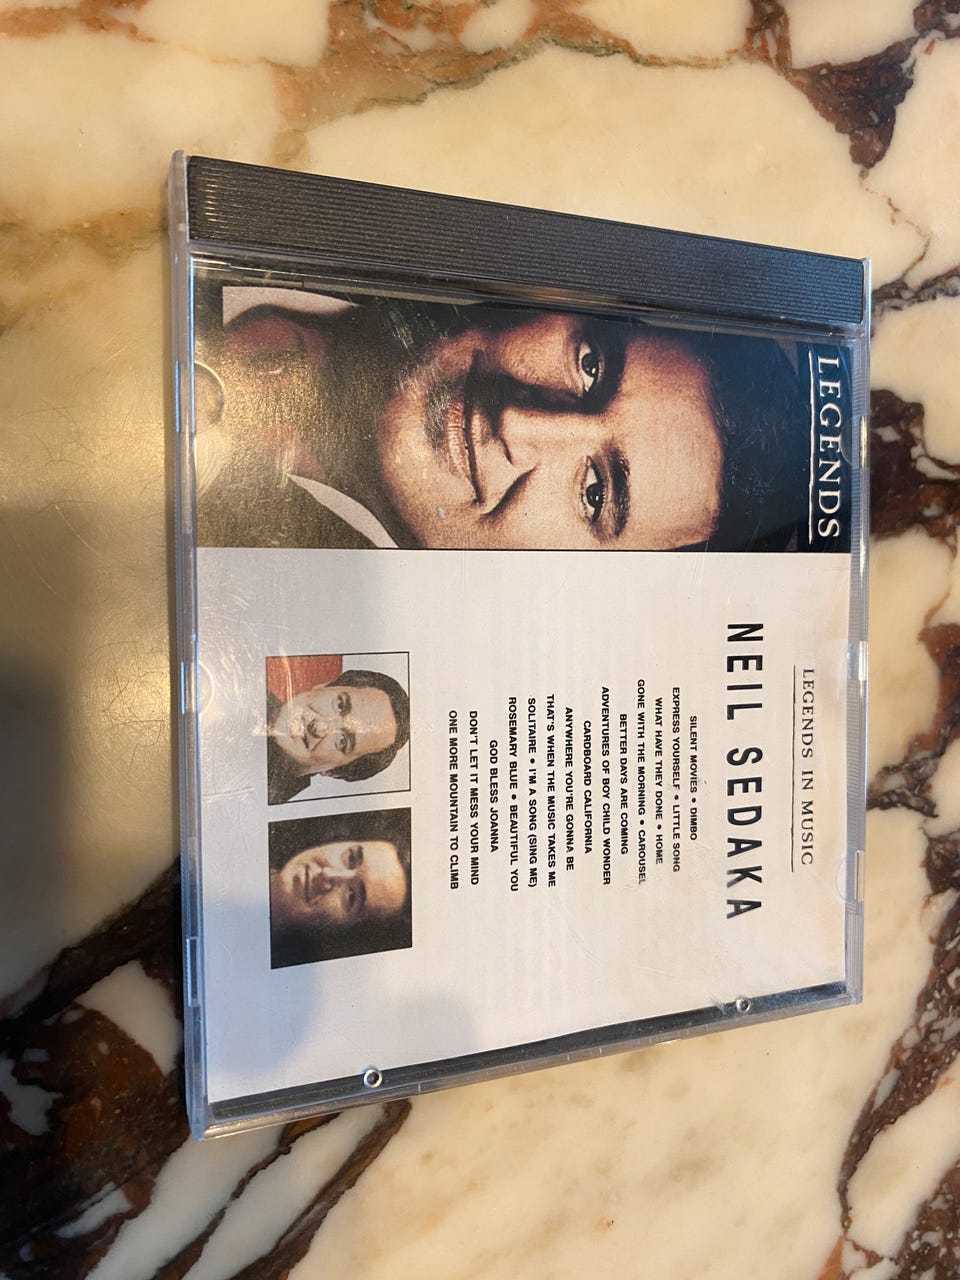 LEGENDS
LEGENDS IN MUSIC
NEIL SEDAKA
SILENT MOVIES • DIMBO
EXPRESS YOURSELF • LITTLE SONG
WHAT HAVE THEY DONE • HOME
GONE WITH THE MORNING • CAROUSEL
BETTER DAYS ARE COMING
ADVENTURES OF BOY CHILD WONDER
CARDBOARD CALIFORNIA
ANYWHERE YOU'RE GONNA BE
THAT'S WHEN THE MUSIC TAKES ME
SOLITAIRE • I'M A SONG (SING ME)
ROSEMARY BLUE • BEAUTIFUL YOU
GOD BLESS JOANNA
DON'T LET IT MESS YOUR MIND
ONE MORE MOUNTAIN TO CLIMB